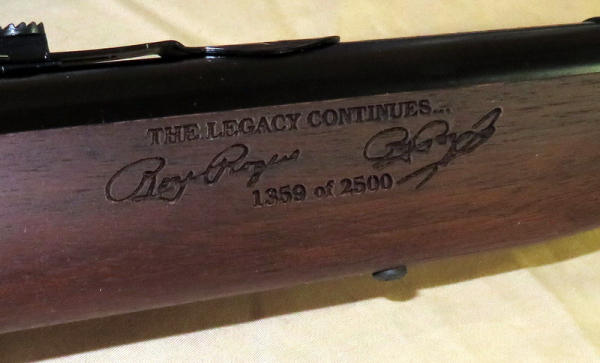 THE LEGACY CONTINUES...
Roy Rogers
1359 of 2500